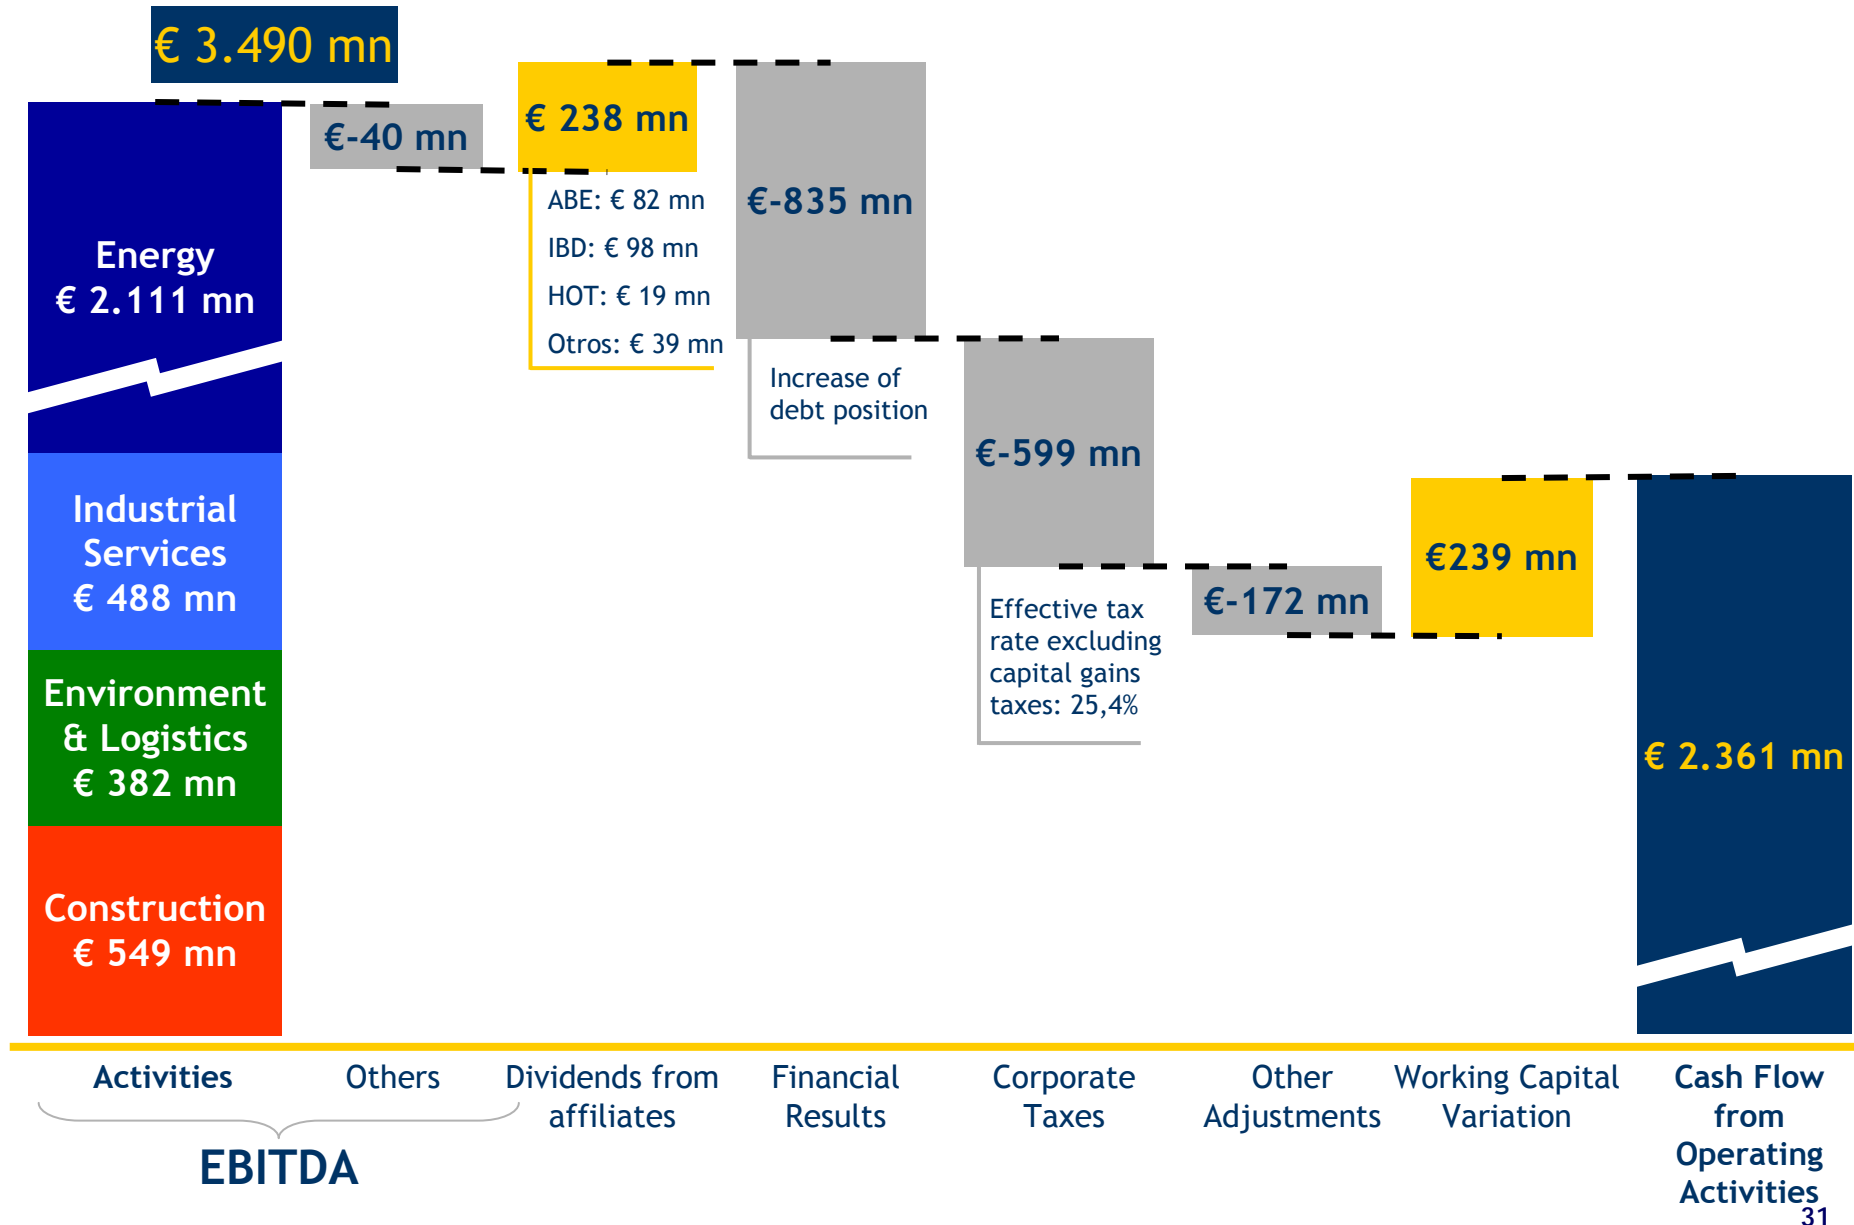 € 3.490 mn
Energy
€ 2.111 mn
Industrial
Services
€ 488 mn
Environment
& Logistics
€ 382 mn
Construction
€ 549 mn
€-40 mn
€ 238 mn
ABE: € 82 mn
IBD: € 98 mn
HOT: € 19 mn
Otros: € 39 mn
€-835 mn
Increase of
debt position
€-599 mn
Effective tax
rate excluding
capital gains
taxes: 25,4%
€-172 mn
€239 mn
€ 2.361 mn
Activities
Others
Dividends from
affiliates
Financial
Results
Corporate
Taxes
Other
Adjustments
Working Capital
Variation
Cash Flow
from
Operating
Activities
EBITDA
31